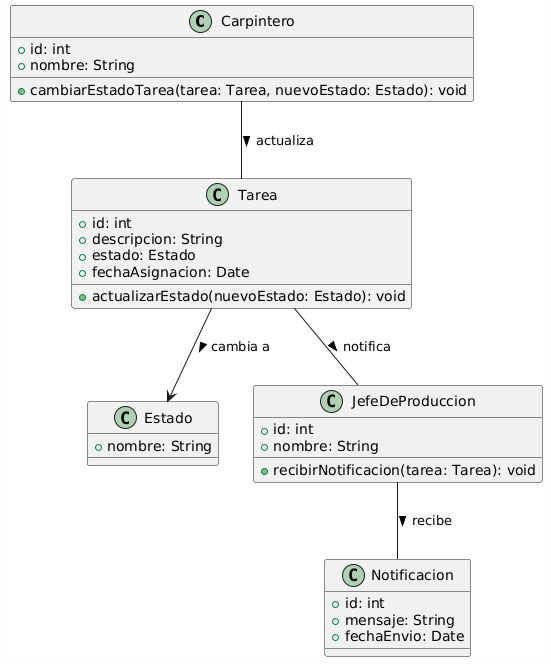 C Carpintero
id: int
nombre: String
cambiarEstadoTarea(tarea: Tarea, nuevoEstado: Estado): void
actualiza
C Tarea
id: int
descripcion: String
estado: Estado
fechaAsignacion: Date
actualizarEstado(nuevoEstado: Estado): void
cambia a
notifica
C Estado
nombre: String
C JefeDeProduccion
id: int
nombre: String
recibirNotificacion(tarea: Tarea): void
recibe
C Notificacion
id: int
mensaje: String
fechaEnvio: Date